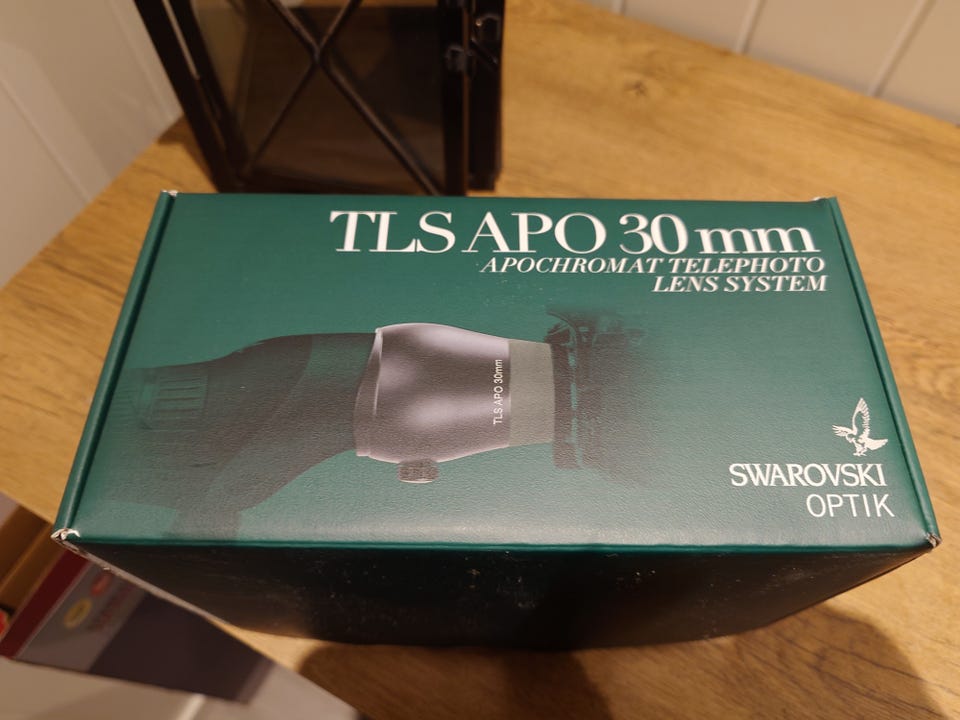 TLS APO 30 mm
APOCHROMAT TELEPHOTO
LENS SYSTEM
TLS APO 30mm
SWAROVSKI
OPTIK